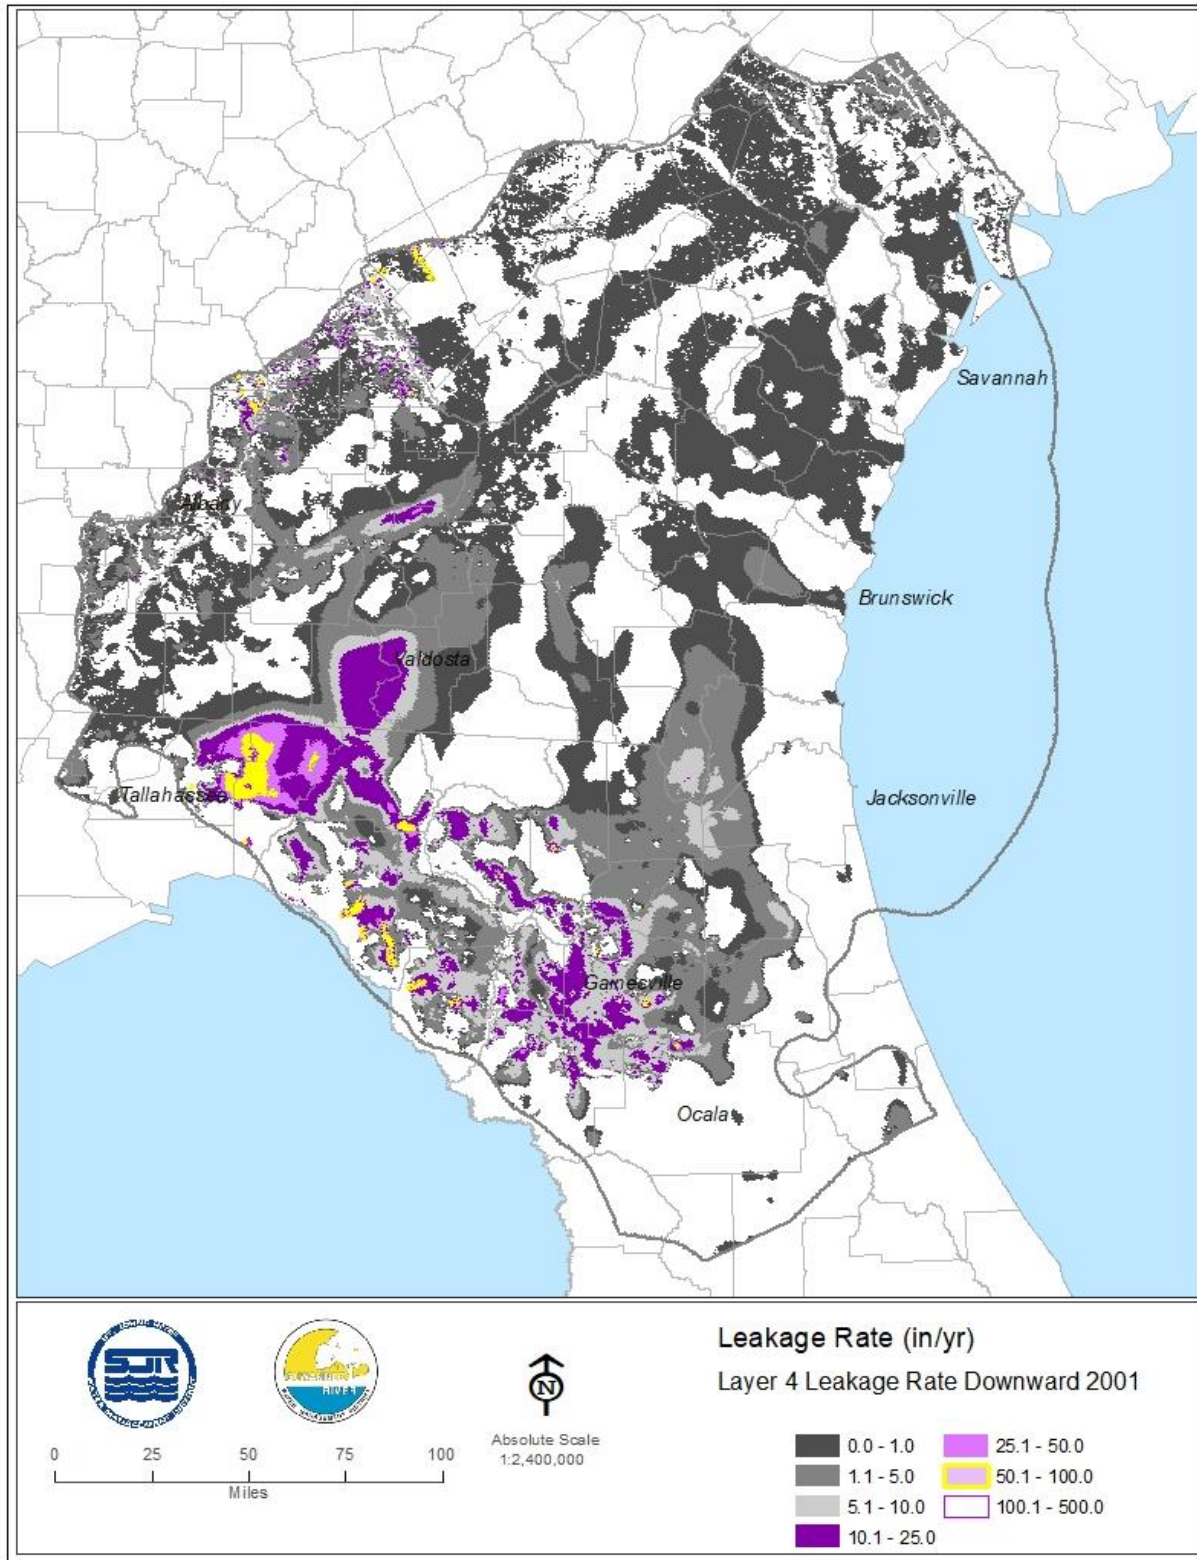 Savannah
Albany
Brunswick
Valdosta
Tallahassee
Jacksonville
Gainesville
Ocala
Leakage Rate (in/yr)
Layer 4 Leakage Rate Downward 2001
SJR
RIVER
N
0 25 50 75 100
Miles
Absolute Scale
1:2,400,000
0.0 - 1.0
1.1 - 5.0
5.1 - 10.0
10.1 - 25.0
25.1 - 50.0
50.1 - 100.0
100.1 - 500.0